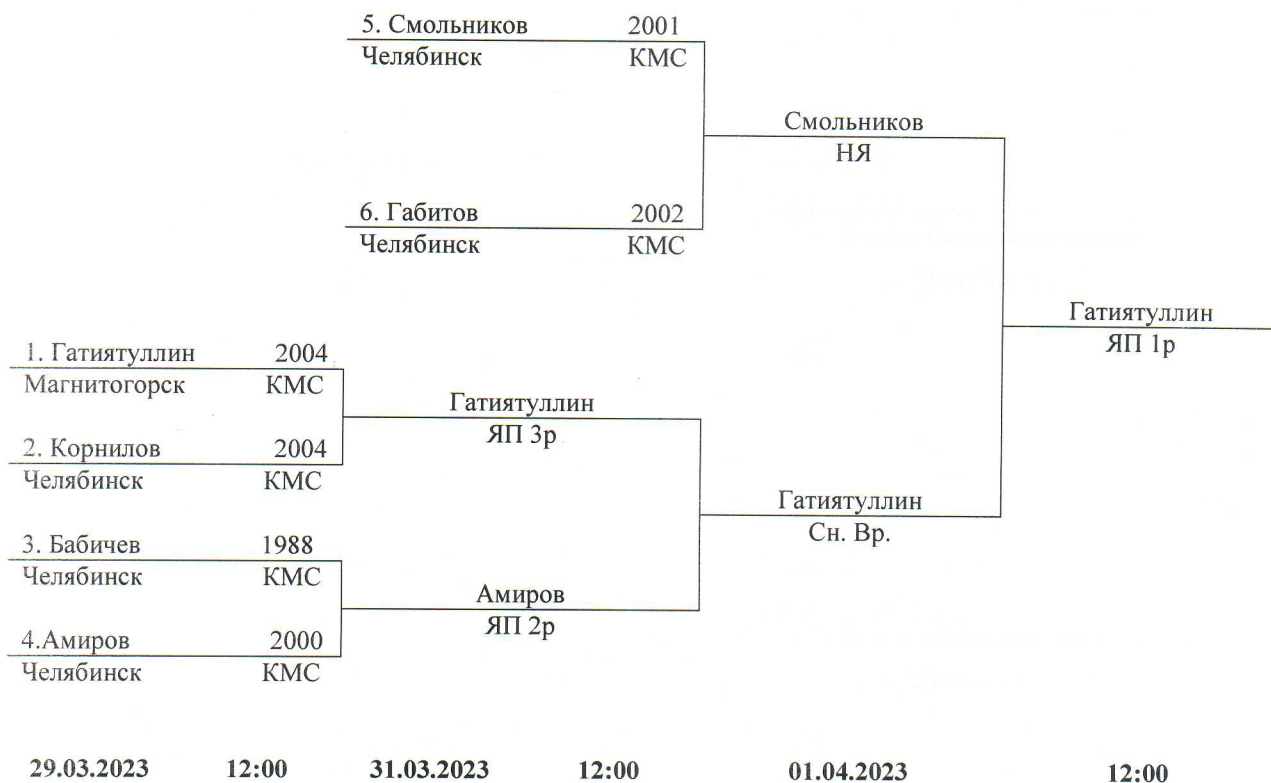 5. Смольников 2001
Челябинск КМС
Смольников
НЯ
6. Габитов 2002
Челябинск КМС
Гатиятуллин
ЯП 1р
1. Гатиятуллин 2004
Магнитогорск КМС
Гатиятуллин
ЯП 3р
2. Корнилов 2004
Челябинск КМС
Гатиятуллин
Сн. Вр.
3. Бабичев 1988
Челябинск КМС
Амиров
ЯП 2р
4.Амиров 2000
Челябинск КМС
29.03.2023 12:00 31.03.2023 12:00 01.04.2023 12:00